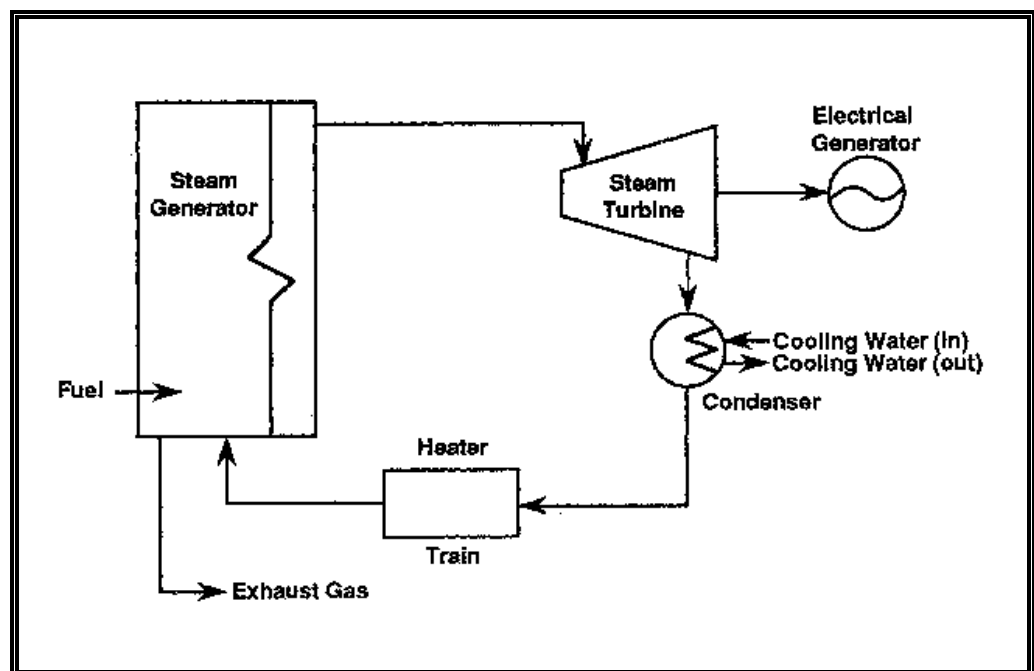 Electrical
Generator
Steam
Generator
Steam
Turbine
Cooling Water (in)
Cooling Water (out)
Condenser
Fuel
Heater
Train
Exhaust Gas